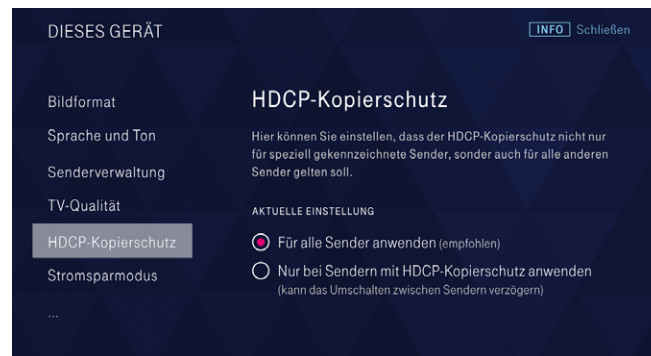 DIESES GERÄT
INFO Schließen
Bildformat
Sprache und Ton
Senderverwaltung
TV-Qualität
HDCP-Kopierschutz
Stromsparmodus
...
HDCP-Kopierschutz
Hier können Sie einstellen, dass der HDCP-Kopierschutz nicht nur
für speziell gekennzeichnete Sender, sonder auch für alle anderen
Sender gelten soll.
AKTUELLE EINSTELLUNG
Für alle Sender anwenden (empfohlen)
Nur bei Sendern mit HDCP-Kopierschutz anwenden
(kann das Umschalten zwischen Sendern verzögern)